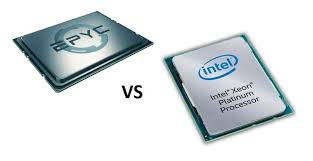 EPYC
VS
intel
Intel® Xeon®
Platinum
Processor